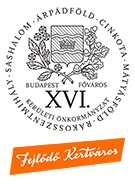 RÁKOSSZENTMIHÁLY · SASHALOM · ÁRPÁDFÖLD · CINKOTA · MÁTYÁSFÖLD
BUDAPEST FŐVÁROS
XVI.
KERÜLETI ÖNKORMÁNYZAT
Fejlődő Kertváros